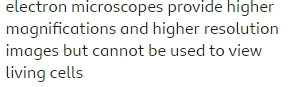 electron microscopes provide higher
magnifications and higher resolution
images but cannot be used to view
living cells